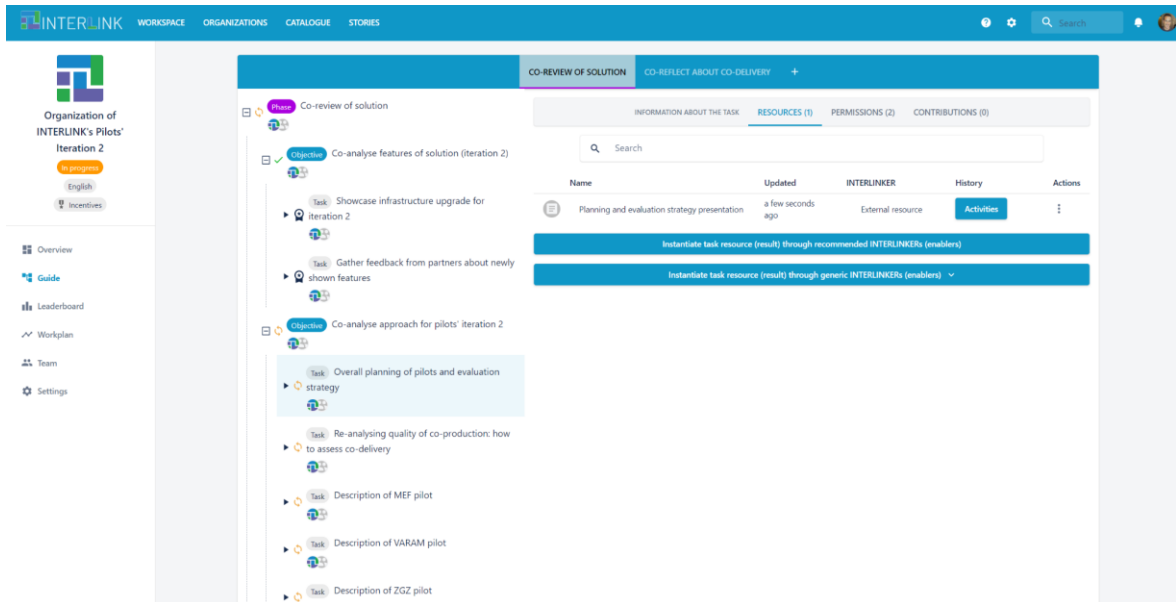 INTERLINK WORKSPACE ORGANIZATIONS CATALOGUE STORIES Search
Organization of
INTERLINK's Pilots'
Iteration 2
In progress
English
Incentives
Overview
Guide
Leaderboard
Workplan
Team
Settings
CO-REVIEW OF SOLUTION CO-REFLECT ABOUT CO-DELIVERY +
Phase Co-review of solution
Objective Co-analyse features of solution (iteration 2)
Task Showcase infrastructure upgrade for
iteration 2
Task Gather feedback from partners about newly
shown features
Objective Co-analyse approach for pilots' iteration 2
Task Overall planning of pilots and evaluation
strategy
Task Re-analysing quality of co-production: how
to assess co-delivery
Task Description of MEF pilot
Task Description of VARAM pilot
Task Description of ZGZ pilot
INFORMATION ABOUT THE TASK RESOURCES (1) PERMISSIONS (2) CONTRIBUTIONS (0)
Search
Name Updated INTERLINKER History Actions
Planning and evaluation strategy presentation a few seconds
ago External resource Activities
Instantiate task resource (result) through recommended INTERLINKERs (enablers)
Instantiate task resource (result) through generic INTERLINKERs (enablers)